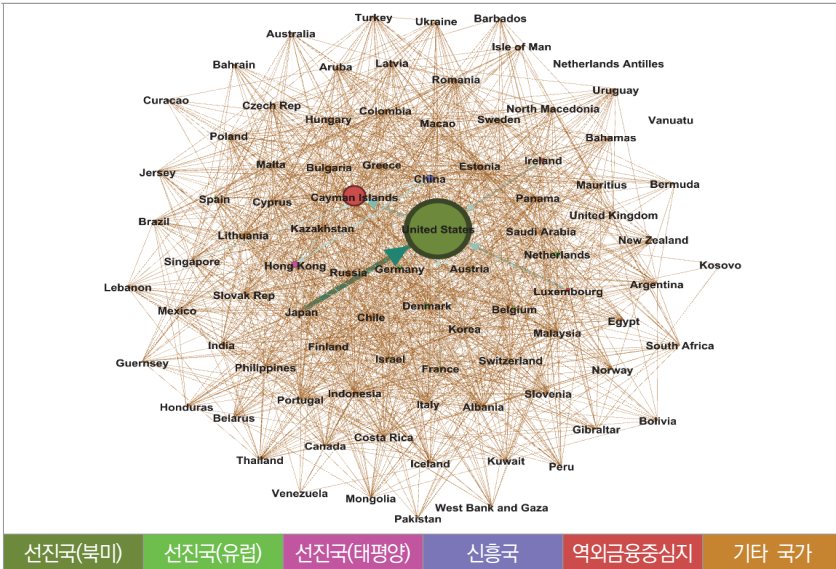 Turkey
Ukraine
Barbados
Australia
Isle of Man
Bahrain
Aruba
Latvia
Netherlands Antilles
Romania
Uruguay
Curacao
Czech Rep
Colombia
North Macedonia
Hungary
Macao
Sweden
Vanuatu
Poland
Bahamas
Jersey
Malta
Bulgaria
Greece
Estonia
Ireland
China
Mauritius
Bermuda
Spain
Cyprus
Cayman Islands
Panama
Brazil
United Kingdom
Lithuania
Kazakhstan
United States
Saudi Arabia
New Zealand
Singapore
Hong Kong
Russia
Germany
Austria
Netherlands
Kosovo
Lebanon
Slovak Rep
Luxembourg
Argentina
Mexico
Japan
Chile
Denmark
Belgium
Egypt
Korea
Malaysia
India
Finland
South Africa
Guernsey
Philippines
Israel
France
Switzerland
Norway
Honduras
Belarus
Portugal
Indonesia
Italy
Albania
Slovenia
Costa Rica
Gibraltar
Bolivia
Thailand
Canada
Iceland
Kuwait
Peru
Venezuela
Mongolia
Pakistan
West Bank and Gaza
선진국(북미)
선진국(유럽)
선진국(태평양)
신흥국
역외금융중심지
기타 국가